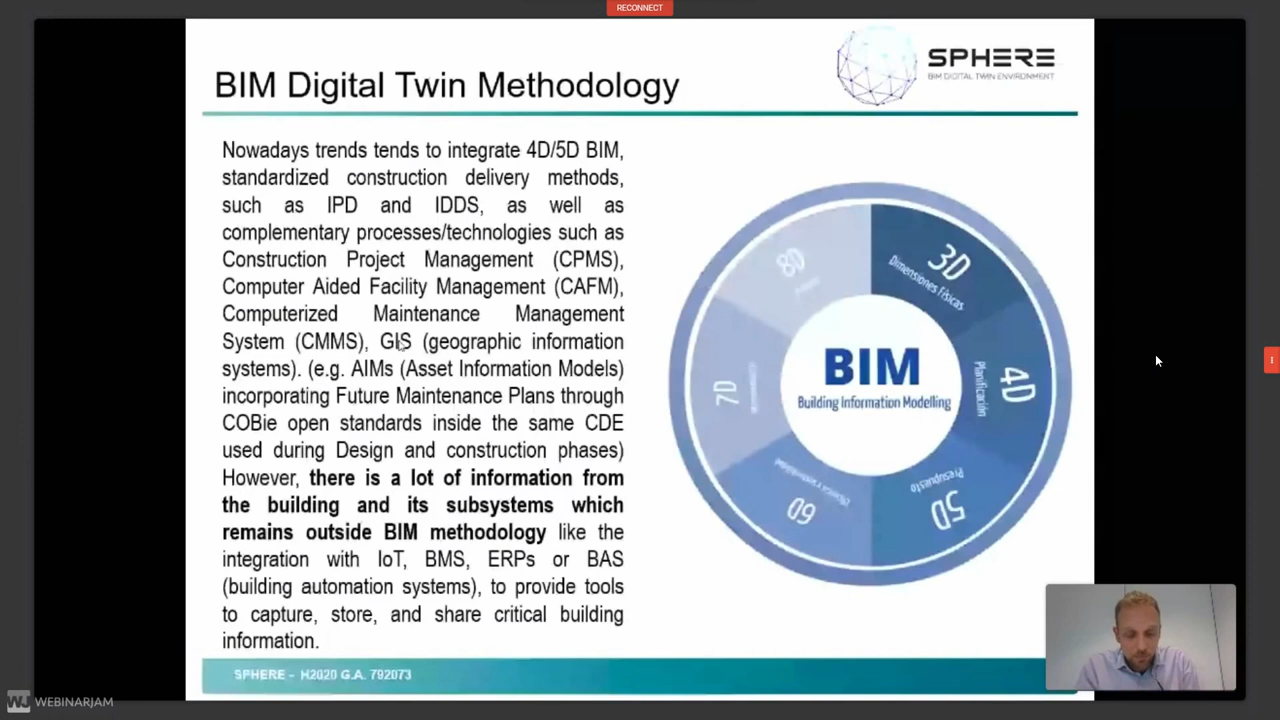 RECONNECT
SPHERE
BIM DIGITAL TWIN ENVIRONMENT
BIM Digital Twin Methodology
Nowadays trends tends to integrate 4D/5D BIM,
standardized construction delivery methods,
such as IPD and IDDS, as well as
complementary processes/technologies such as
Construction Project Management (CPMS),
Computer Aided Facility Management (CAFM),
Computerized Maintenance Management
System (CMMS), GIS (geographic information
systems). (e.g. AIMs (Asset Information Models)
incorporating Future Maintenance Plans through
COBie open standards inside the same CDE
used during Design and construction phases)
However, there is a lot of information from
the building and its subsystems which
remains outside BIM methodology like the
integration with IoT, BMS, ERPs or BAS
(building automation systems), to provide tools
to capture, store, and share critical building
information.
3D
Dimensiones Físicas
4D
Planificación
5D
Presupuesto
6D
7D
8D
BIM
Building Information Modelling
SPHERE - H2020 G.A. 792073
WJ WEBINARJAM